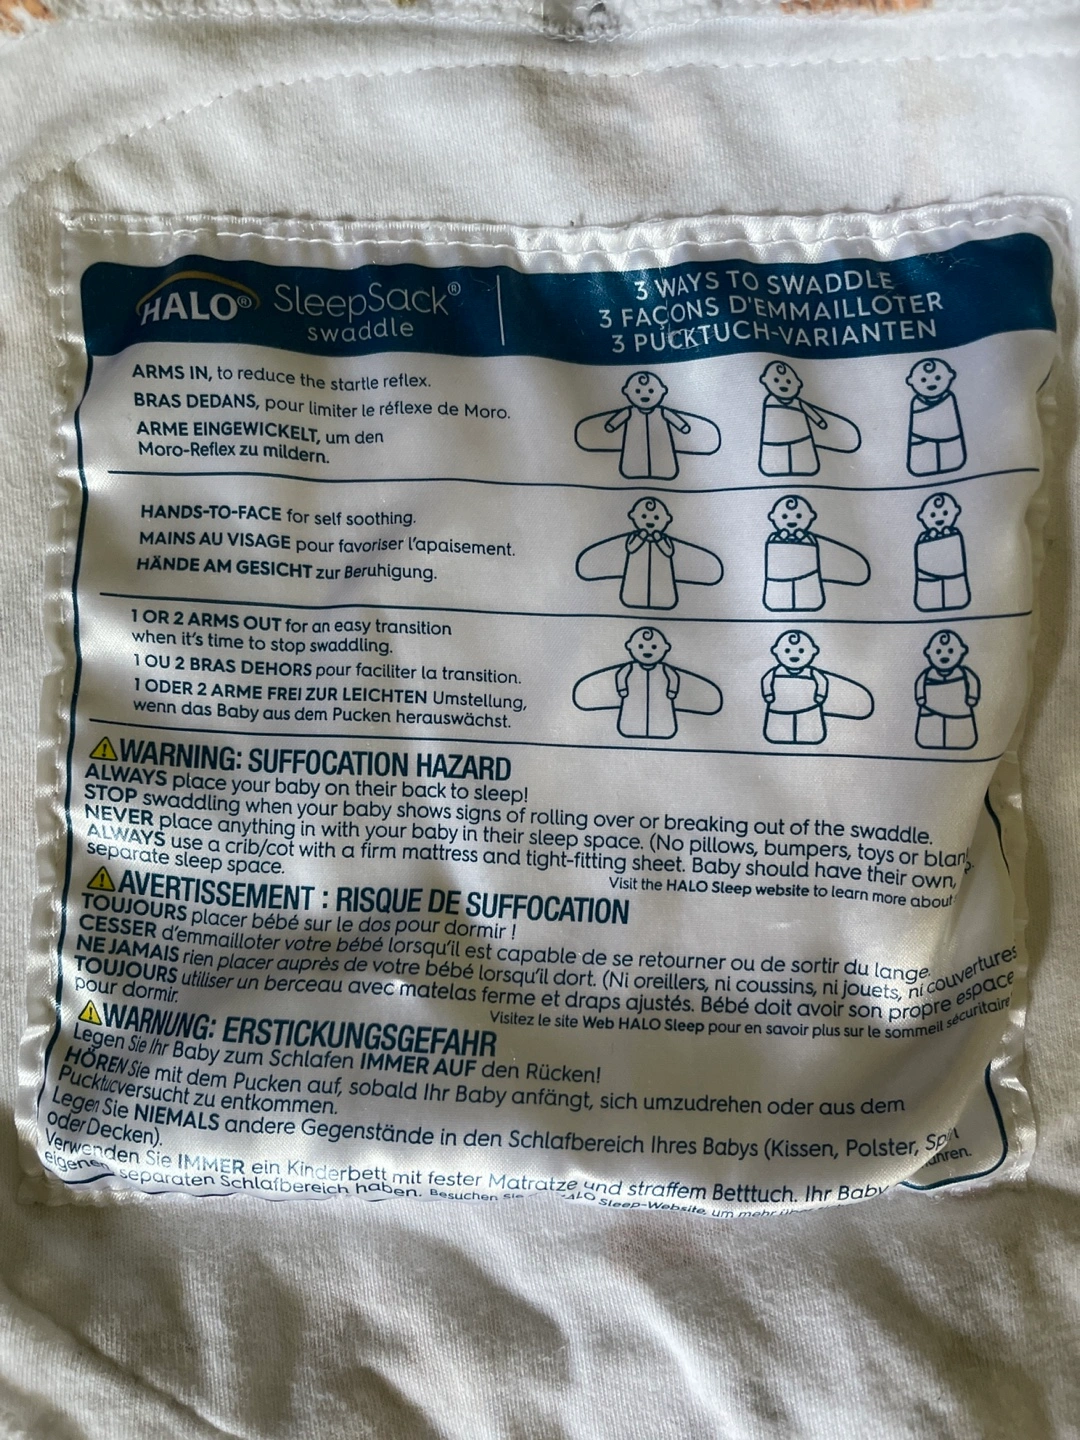 HALO® SleepSack®
swaddle
3 WAYS TO SWADDLE
3 FAÇONS D'EMMAILLOTER
3 PUCKTUCH-VARIANTEN
ARMS IN, to reduce the startle reflex.
BRAS DEDANS, pour limiter le réflexe de Moro.
ARME EINGEWICKELT, um den
Moro-Reflex zu mildern.
HANDS-TO-FACE for self soothing.
MAINS AU VISAGE pour favoriser l'apaisement.
HÄNDE AM GESICHT zur Beruhigung.
1 OR 2 ARMS OUT for an easy transition
when it's time to stop swaddling.
1 OU 2 BRAS DEHORS pour faciliter la transition.
1 ODER 2 ARME FREI ZUR LEICHTEN Umstellung,
wenn das Baby aus dem Pucken herauswächst.
WARNING: SUFFOCATION HAZARD
ALWAYS place your baby on their back to sleep!
STOP swaddling when your baby shows signs of rolling over or breaking out of the swaddle.
NEVER place anything in with your baby in their sleep space. (No pillows, bumpers, toys or
ALWAYS use a crib/cot with a firm mattress and tight-fitting sheet. Baby should have their own,
separate sleep space.
Visit the HALO Sleep website to learn more about
AVERTISSEMENT : RISQUE DE SUFFOCATION
TOUJOURS placer bébé sur le dos pour dormir !
CESSER d'emmailloter votre bébé lorsqu'il est capable de se retourner ou de sortir du lange.
NE JAMAIS rien placer auprès de votre bébé lorsqu'il dort. (Ni oreillers, ni coussins, ni jouets, ni couvertures
TOUJOURS utiliser un berceau avec matelas ferme et draps ajustés. Bébé doit avoir son propre espace
pour dormir.
Visitez le site Web HALO Sleep pour en savoir plus sur le sommeil sécuritaire
WARNUNG: ERSTICKUNGSGEFAHR
Legen Sie Ihr Baby zum Schlafen IMMER AUF den Rücken!
HÖREN Sie mit dem Pucken auf, sobald Ihr Baby anfängt, sich umzudrehen oder aus dem
versucht zu entkommen.
Legen Sie NIEMALS andere Gegenstände in den Schlafbereich Ihres Babys (Kissen, Polster,
oder Decken).
Verwenden Sie IMMER ein Kinderbett mit fester Matratze und straffem Betttuch. Ihr Baby
eigenen separaten Schlafbereich haben. Besuchen Sie Sleep-Website, um mehr